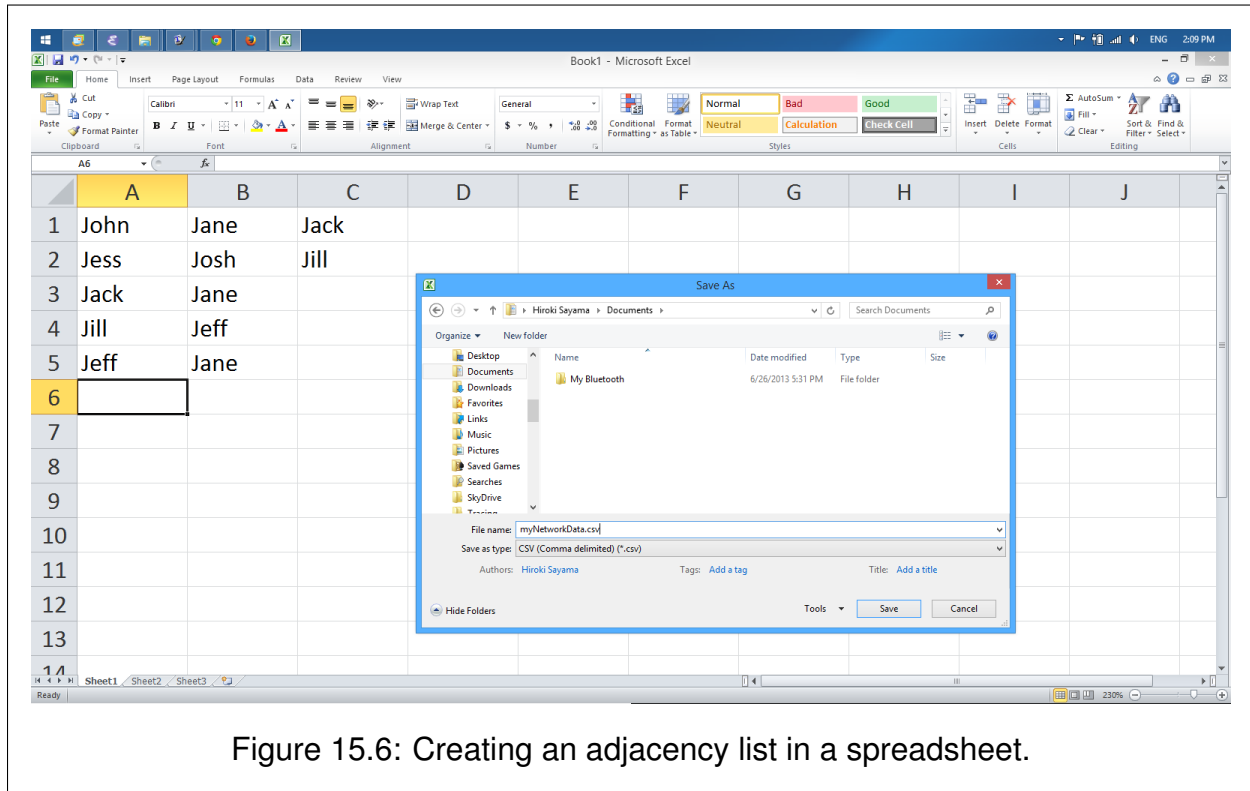 ENG 2:09 PM
Book1 - Microsoft Excel
File Home Insert Page Layout Formulas Data Review View
Cut
Copy
Format Painter
Paste
Calibri 11
B I U
Wrap Text
Merge & Center
General
$ % ,
Conditional Formatting
Format as Table
Normal Bad Good
Neutral Calculation Check Cell
Insert Delete Format
Σ AutoSum
Fill
Clear
Sort & Filter
Find & Select
Clipboard Font Alignment Number Styles Cells Editing
A6 fx
A B C D E F G H I J
1 John Jane Jack
2 Jess Josh Jill
3 Jack Jane
4 Jill Jeff
5 Jeff Jane
6
7
8
9
10
11
12
13
14
Save As
Hiroki Sayama Documents
Search Documents
Organize New folder
Name Date modified Type Size
Desktop
Documents
Downloads
Favorites
Links
Music
Pictures
Saved Games
Searches
SkyDrive
Tracing
My Bluetooth 6/26/2013 5:31 PM File folder
File name: myNetworkData.csv
Save as type: CSV (Comma delimited) (*.csv)
Authors: Hiroki Sayama Tags: Add a tag Title: Add a title
Hide Folders Tools Save Cancel
Sheet1 Sheet2 Sheet3
Ready 230%
Figure 15.6: Creating an adjacency list in a spreadsheet.